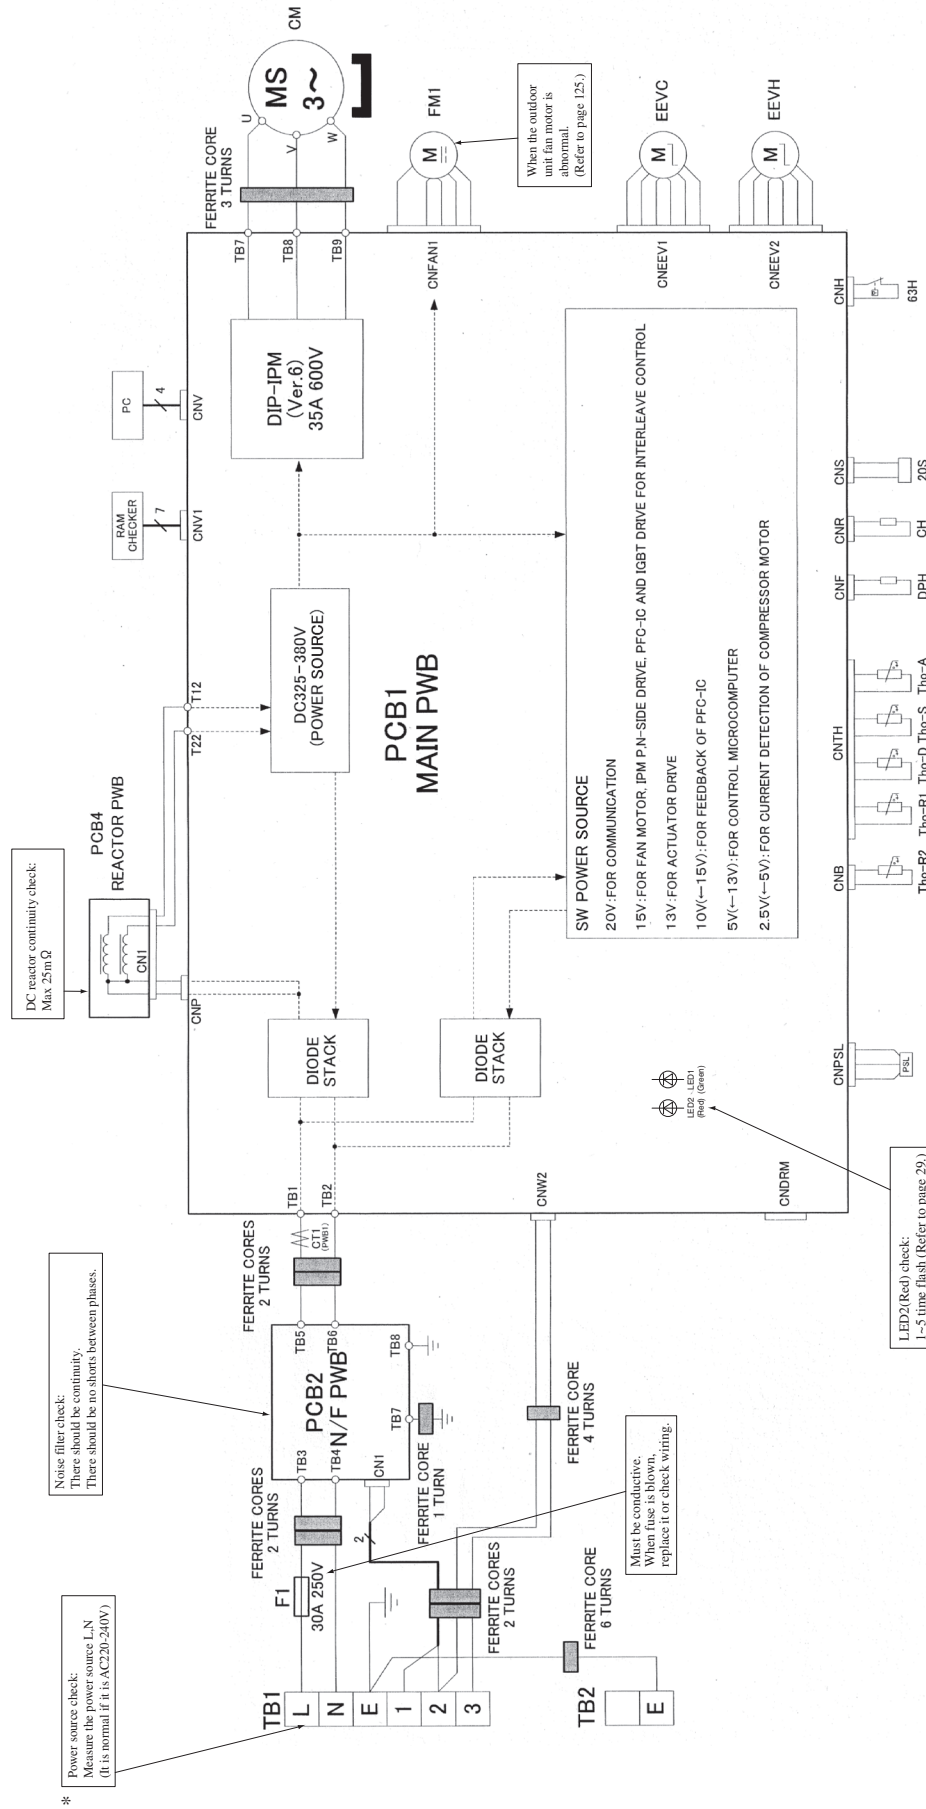 * Power source check:
Measure the power source L,N
(It is normal if it is AC220-240V)
Noise filter check:
There should be continuity.
There should be no shorts between phases.
DC reactor continuity check:
Max 25mΩ
TB1
L
N
E
1
2
3
TB2
E
F1
30A 250V
FERRITE CORES
2 TURNS
TB3
TB4
CN1
2
PCB2
N/F PWB
TB5
TB6
TB7
TB8
FERRITE CORE
1 TURN
FERRITE CORES
2 TURNS
FERRITE CORE
6 TURNS
Must be conductive.
When fuse is blown,
replace it or check wiring.
FERRITE CORE
4 TURNS
FERRITE CORES
2 TURNS
CT1
(PWB1)
TB1
TB2
CNW2
CNDRM
LED2(Red) check:
1~5 time flash (Refer to page 29.)
LED2 · LED1
(Red) (Green)
DIODE
STACK
DIODE
STACK
CNP
PCB4
REACTOR PWB
CN1
T22
T12
DC325-380V
(POWER SOURCE)
PCB1
MAIN PWB
RAM
CHECKER
7
CNV1
PC
4
CNV
DIP-IPM
(Ver.6)
35A 600V
SW POWER SOURCE
20V:FOR COMMUNICATION
15V:FOR FAN MOTOR, IPM P,N-SIDE DRIVE, PFC-IC AND IGBT DRIVE FOR INTERLEAVE CONTROL
13V:FOR ACTUATOR DRIVE
10V(←15V):FOR FEEDBACK OF PFC-IC
5V(←13V):FOR CONTROL MICROCOMPUTER
2.5V(←5V):FOR CURRENT DETECTION OF COMPRESSOR MOTOR
TB7
TB8
TB9
FERRITE CORE
3 TURNS
U
V
W
MS
3~
CM
CNFAN1
M
FM1
When the outdoor
unit fan motor is
abnormal.
(Refer to page 125.)
CNEEV1
M
EEVC
CNEEV2
M
EEVH
CNPSL
PSL
CNB
Tho-R2
CNTH
Tho-R1 Tho-D Tho-S Tho-A
CNF
DPH
CNR
CH
CNS
20S
CNH
63H